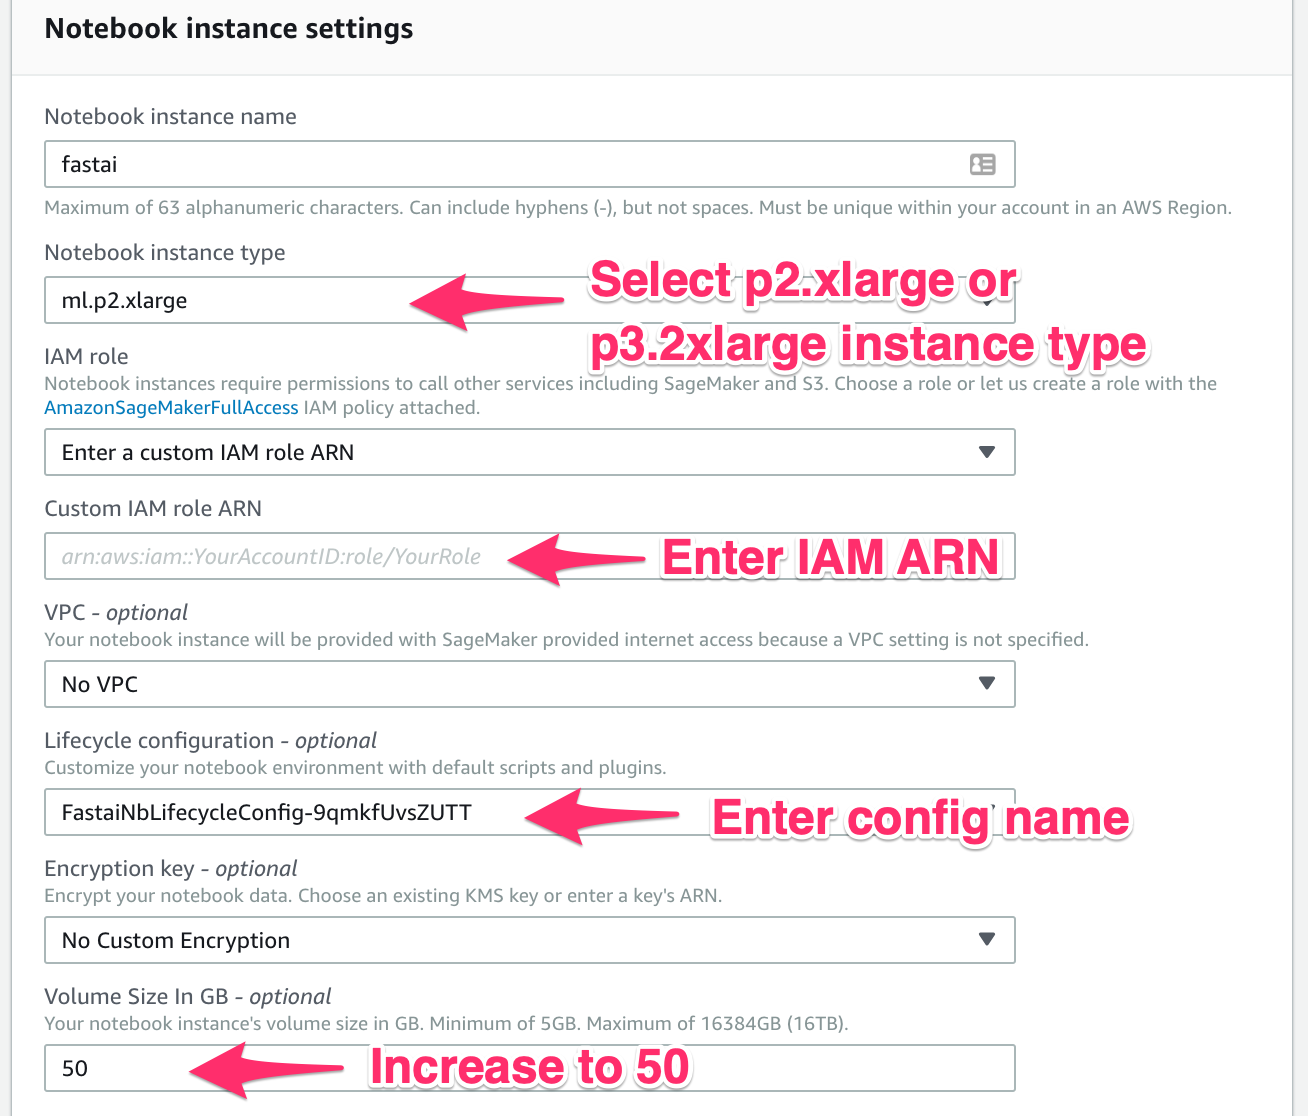 Notebook instance settings
Notebook instance name
fastai
Maximum of 63 alphanumeric characters. Can include hyphens (-), but not spaces. Must be unique within your account in an AWS Region.
Notebook instance type
ml.p2.xlarge
Select p2.xlarge or
p3.2xlarge instance type
IAM role
Notebook instances require permissions to call other services including SageMaker and S3. Choose a role or let us create a role with the
AmazonSageMakerFullAccess IAM policy attached.
Enter a custom IAM role ARN
Custom IAM role ARN
arn:aws:iam::YourAccountID:role/YourRole
Enter IAM ARN
VPC - optional
Your notebook instance will be provided with SageMaker provided internet access because a VPC setting is not specified.
No VPC
Lifecycle configuration - optional
Customize your notebook environment with default scripts and plugins.
FastaiNbLifecycleConfig-9qmkfUvsZUTT
Enter config name
Encryption key - optional
Encrypt your notebook data. Choose an existing KMS key or enter a key's ARN.
No Custom Encryption
Volume Size In GB - optional
Your notebook instance's volume size in GB. Minimum of 5GB. Maximum of 16384GB (16TB).
50
Increase to 50